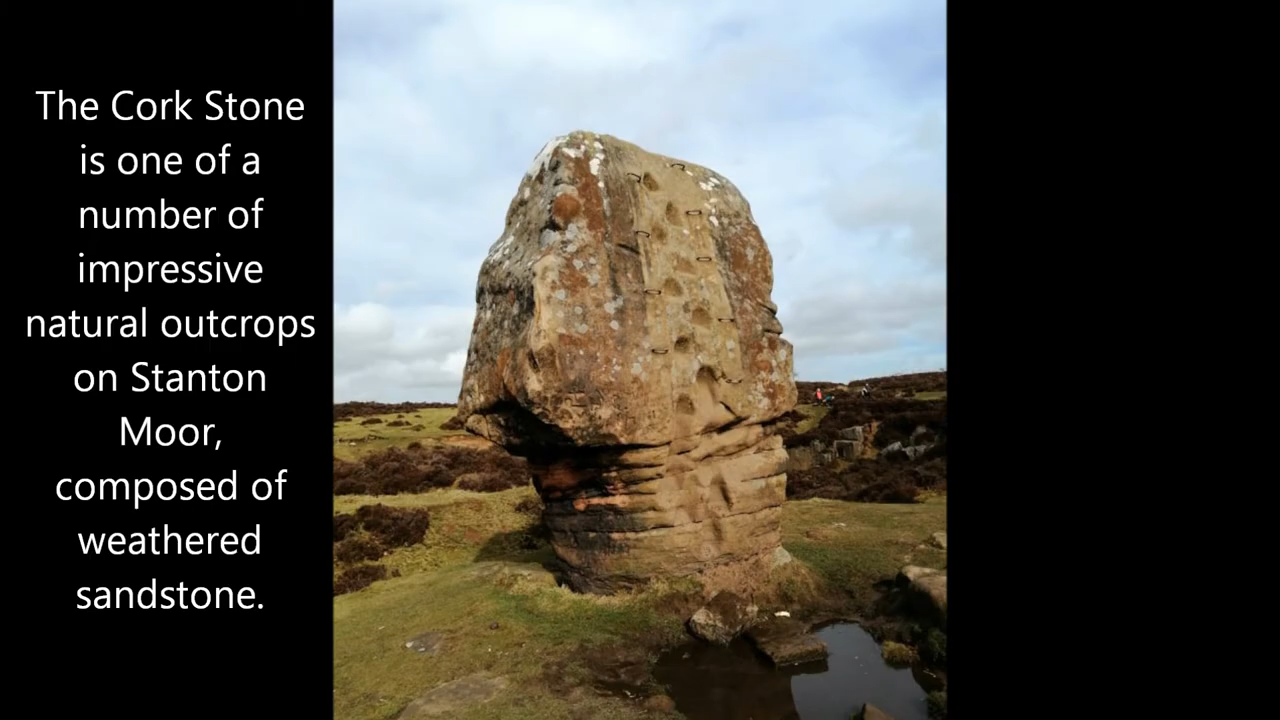 The Cork Stone
is one of a
number of
impressive
natural outcrops
on Stanton
Moor,
composed of
weathered
sandstone.